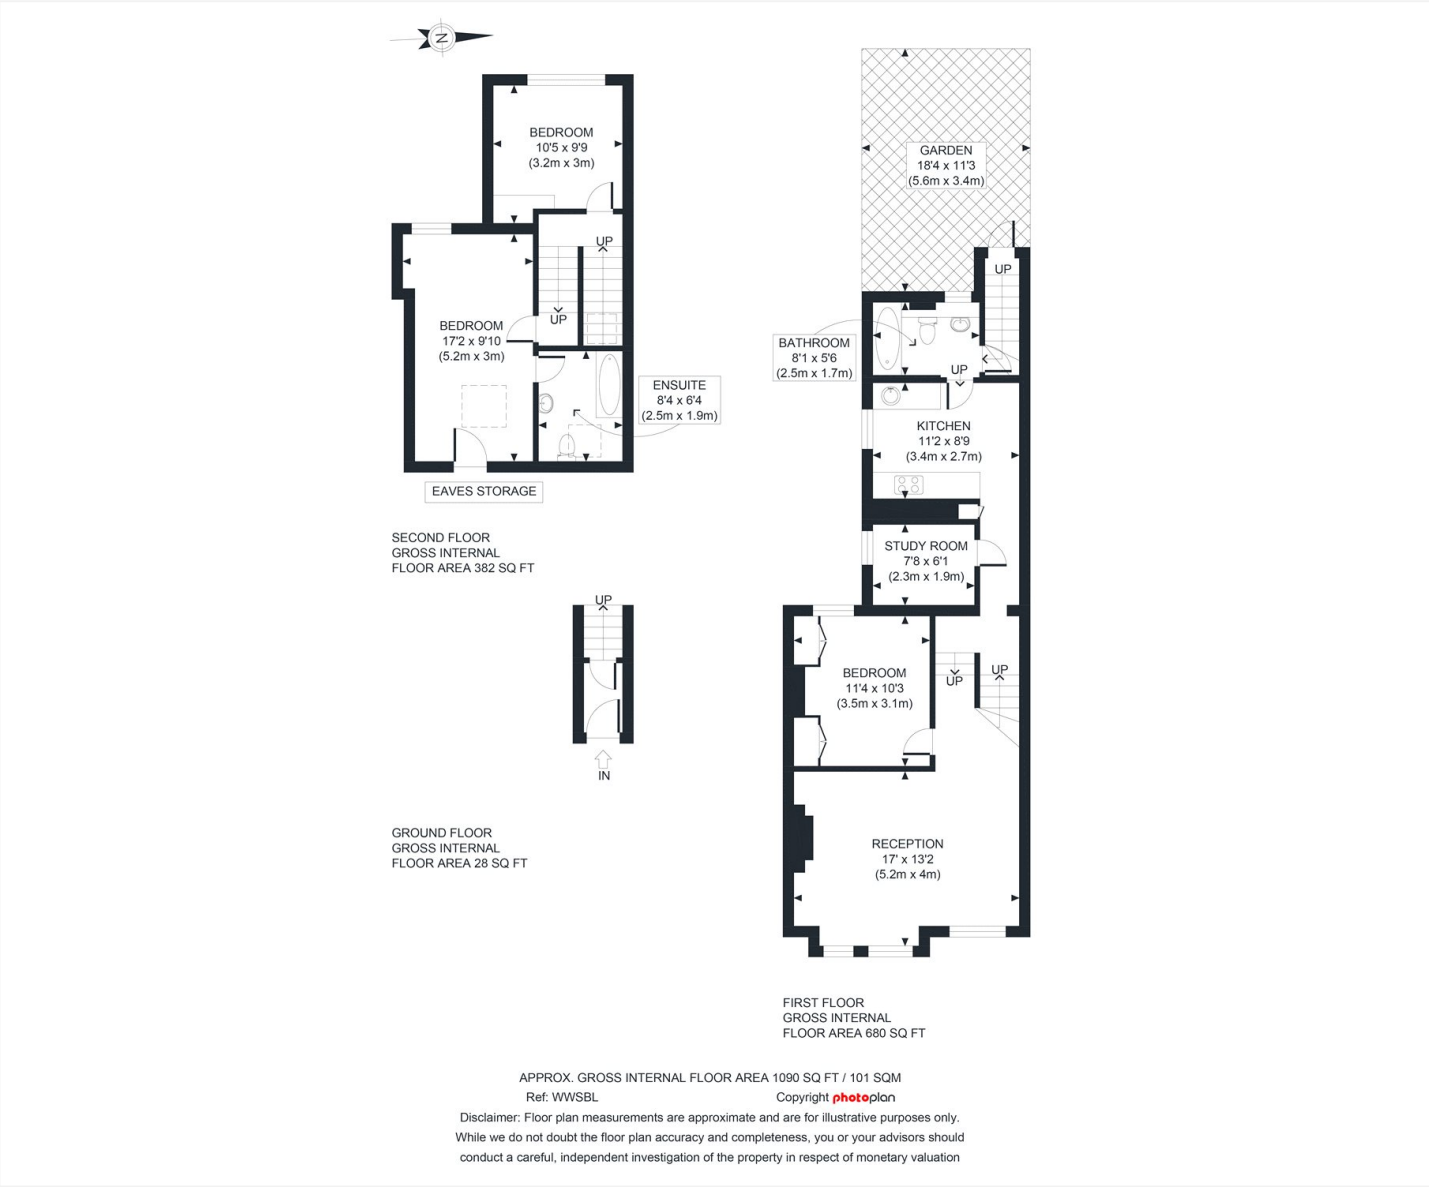 N
BEDROOM
10'5 x 9'9
(3.2m x 3m)
UP
UP
BEDROOM
17'2 x 9'10
(5.2m x 3m)
ENSUITE
8'4 x 6'4
(2.5m x 1.9m)
EAVES STORAGE
SECOND FLOOR
GROSS INTERNAL
FLOOR AREA 382 SQ FT
UP
IN
GROUND FLOOR
GROSS INTERNAL
FLOOR AREA 28 SQ FT
GARDEN
18'4 x 11'3
(5.6m x 3.4m)
UP
BATHROOM
8'1 x 5'6
(2.5m x 1.7m)
UP
KITCHEN
11'2 x 8'9
(3.4m x 2.7m)
STUDY ROOM
7'8 x 6'1
(2.3m x 1.9m)
BEDROOM
11'4 x 10'3
(3.5m x 3.1m)
UP
UP
RECEPTION
17' x 13'2
(5.2m x 4m)
FIRST FLOOR
GROSS INTERNAL
FLOOR AREA 680 SQ FT
APPROX. GROSS INTERNAL FLOOR AREA 1090 SQ FT / 101 SQM
Ref: WWSBL
Copyright photoplan
Disclaimer: Floor plan measurements are approximate and are for illustrative purposes only.
While we do not doubt the floor plan accuracy and completeness, you or your advisors should
conduct a careful, independent investigation of the property in respect of monetary valuation